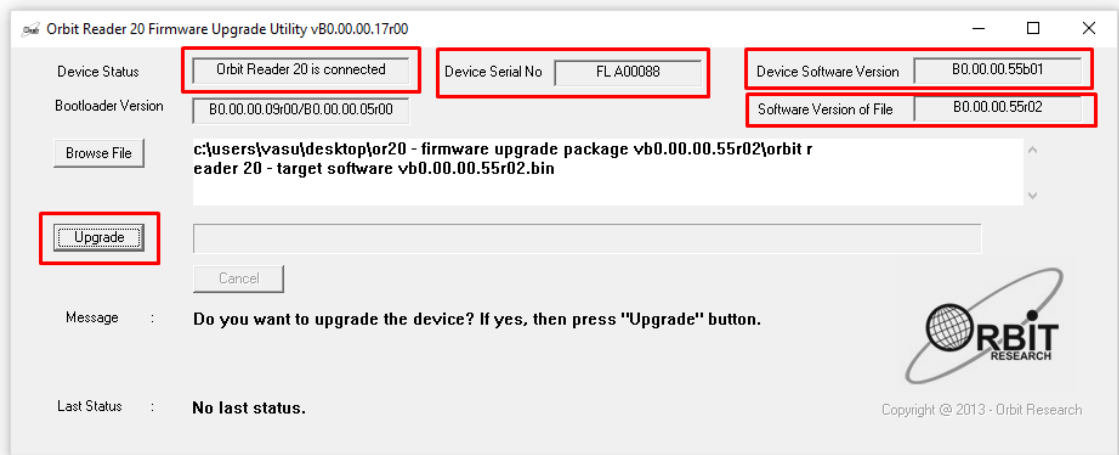 Orbit Reader 20 Firmware Upgrade Utility vB0.00.00.17r00
Device Status Orbit Reader 20 is connected Device Serial No FL A00088 Device Software Version B0.00.00.55b01
Bootloader Version B0.00.00.09r00/B0.00.00.05r00 Software Version of File B0.00.00.55r02
Browse File c:\users\vasu\desktop\or20 - firmware upgrade package vb0.00.00.55r02\orbit r
eader 20 - target software vb0.00.00.55r02.bin
Upgrade
Cancel
Message : Do you want to upgrade the device? If yes, then press "Upgrade" button.
ORBIT
RESEARCH
Last Status : No last status.
Copyright @ 2013 - Orbit Research